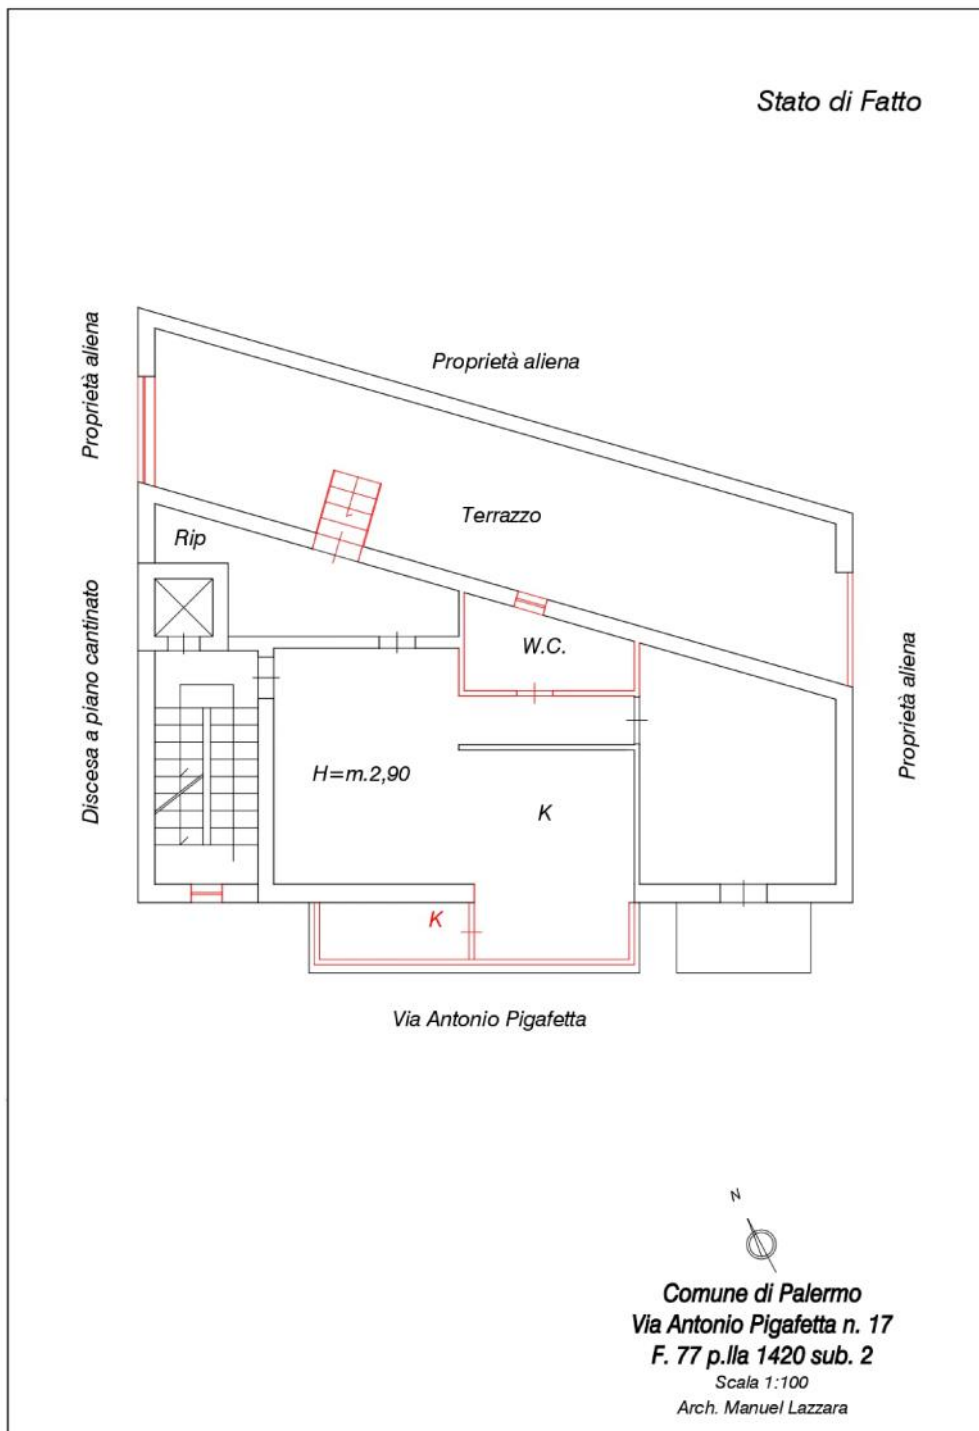 Stato di Fatto
Proprietà aliena
Proprietà aliena
Terrazzo
Rip
W.C.
Discesa a piano cantinato
Proprietà aliena
H=m.2,90
K
K
Via Antonio Pigafetta
N
Comune di Palermo
Via Antonio Pigafetta n. 17
F. 77 p.lla 1420 sub. 2
Scala 1:100
Arch. Manuel Lazzara